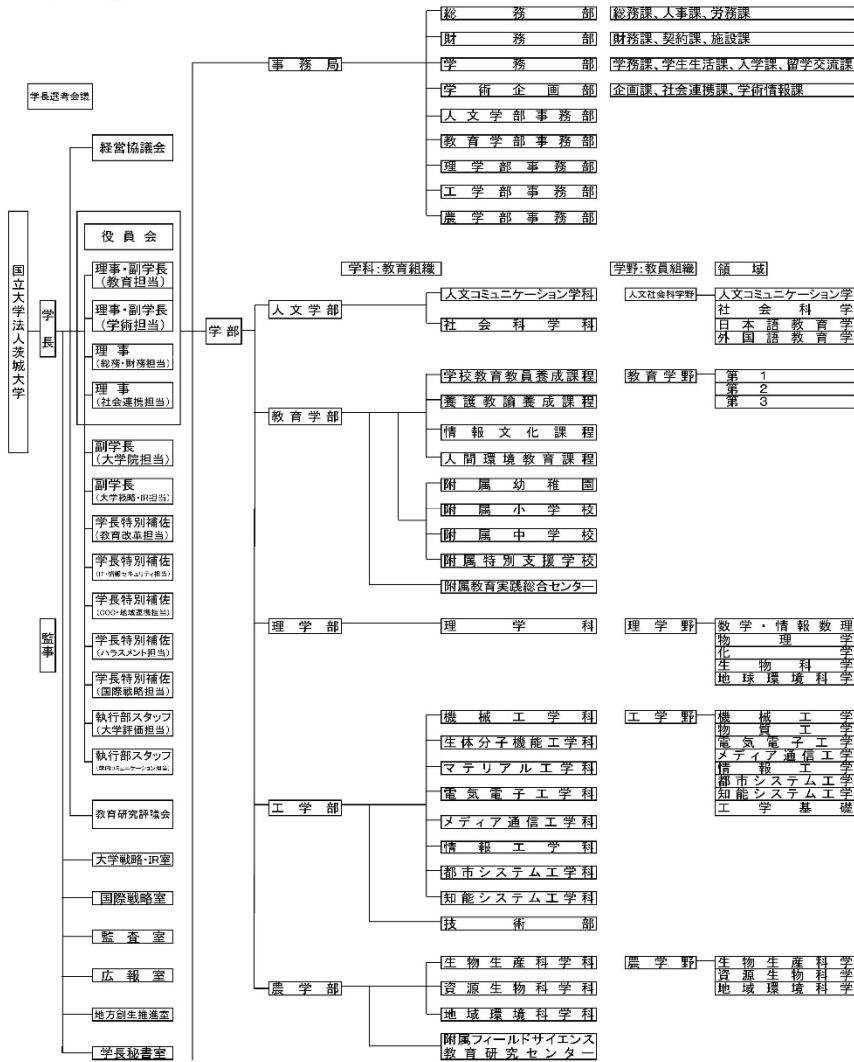 総務部 総務課、人事課、労務課
財務部 財務課、契約課、施設課
事務局 学務部 学務課、学生生活課、入学課、留学交流課
学術企画部 企画課、社会連携課、学術情報課
人文学部事務部
教育学部事務部
理学部事務部
工学部事務部
農学部事務部
学長選考会議
経営協議会
国立大学法人茨城大学
学長
監事
役員会
理事・副学長
(教育担当)
理事・副学長
(学術担当)
理事
(総務・財務担当)
理事
(社会連携担当)
副学長
(大学院担当)
副学長
(大学戦略・IR担当)
学長特別補佐
(教育改革担当)
学長特別補佐
(IT・情報セキュリティ担当)
学長特別補佐
(COC・地域連携担当)
学長特別補佐
(ハラスメント担当)
学長特別補佐
(国際戦略担当)
執行部スタッフ
(大学評価担当)
執行部スタッフ
(学内コミュニケーション担当)
教育研究評議会
大学戦略・IR室
国際戦略室
監査室
広報室
地方創生推進室
学長秘書室
学部
学科:教育組織 学野:教員組織 領域
人文学部
人文コミュニケーション学科
社会科学科
人文社会科学野
人文コミュニケーション学
社会科学
日本語教育学
外国語教育学
教育学部
学校教育教員養成課程
養護教諭養成課程
情報文化課程
人間環境教育課程
附属幼稚園
附属小学校
附属中学校
附属特別支援学校
附属教育実践総合センター
教育学野
第1
第2
第3
理学部
理学科
理学野
数学・情報数理
物理学
化学
生物科学
地球環境科学
工学部
機械工学科
生体分子機能工学科
マテリアル工学科
電気電子工学科
メディア通信工学科
情報工学科
都市システム工学科
知能システム工学科
技術部
工学野
機械工学
物質工学
電気電子工学
メディア通信工学
情報工学
都市システム工学
知能システム工学
工学基礎
農学部
生物生産科学科
資源生物科学科
地域環境科学科
附属フィールドサイエンス
教育研究センター
農学野
生物生産科学
資源生物科学
地域環境科学